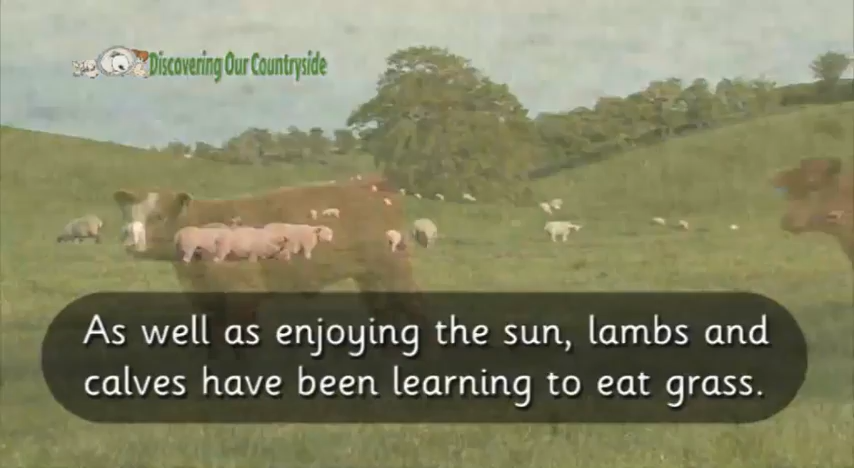 Discovering Our Countryside
As well as enjoying the sun, lambs and
calves have been learning to eat grass.